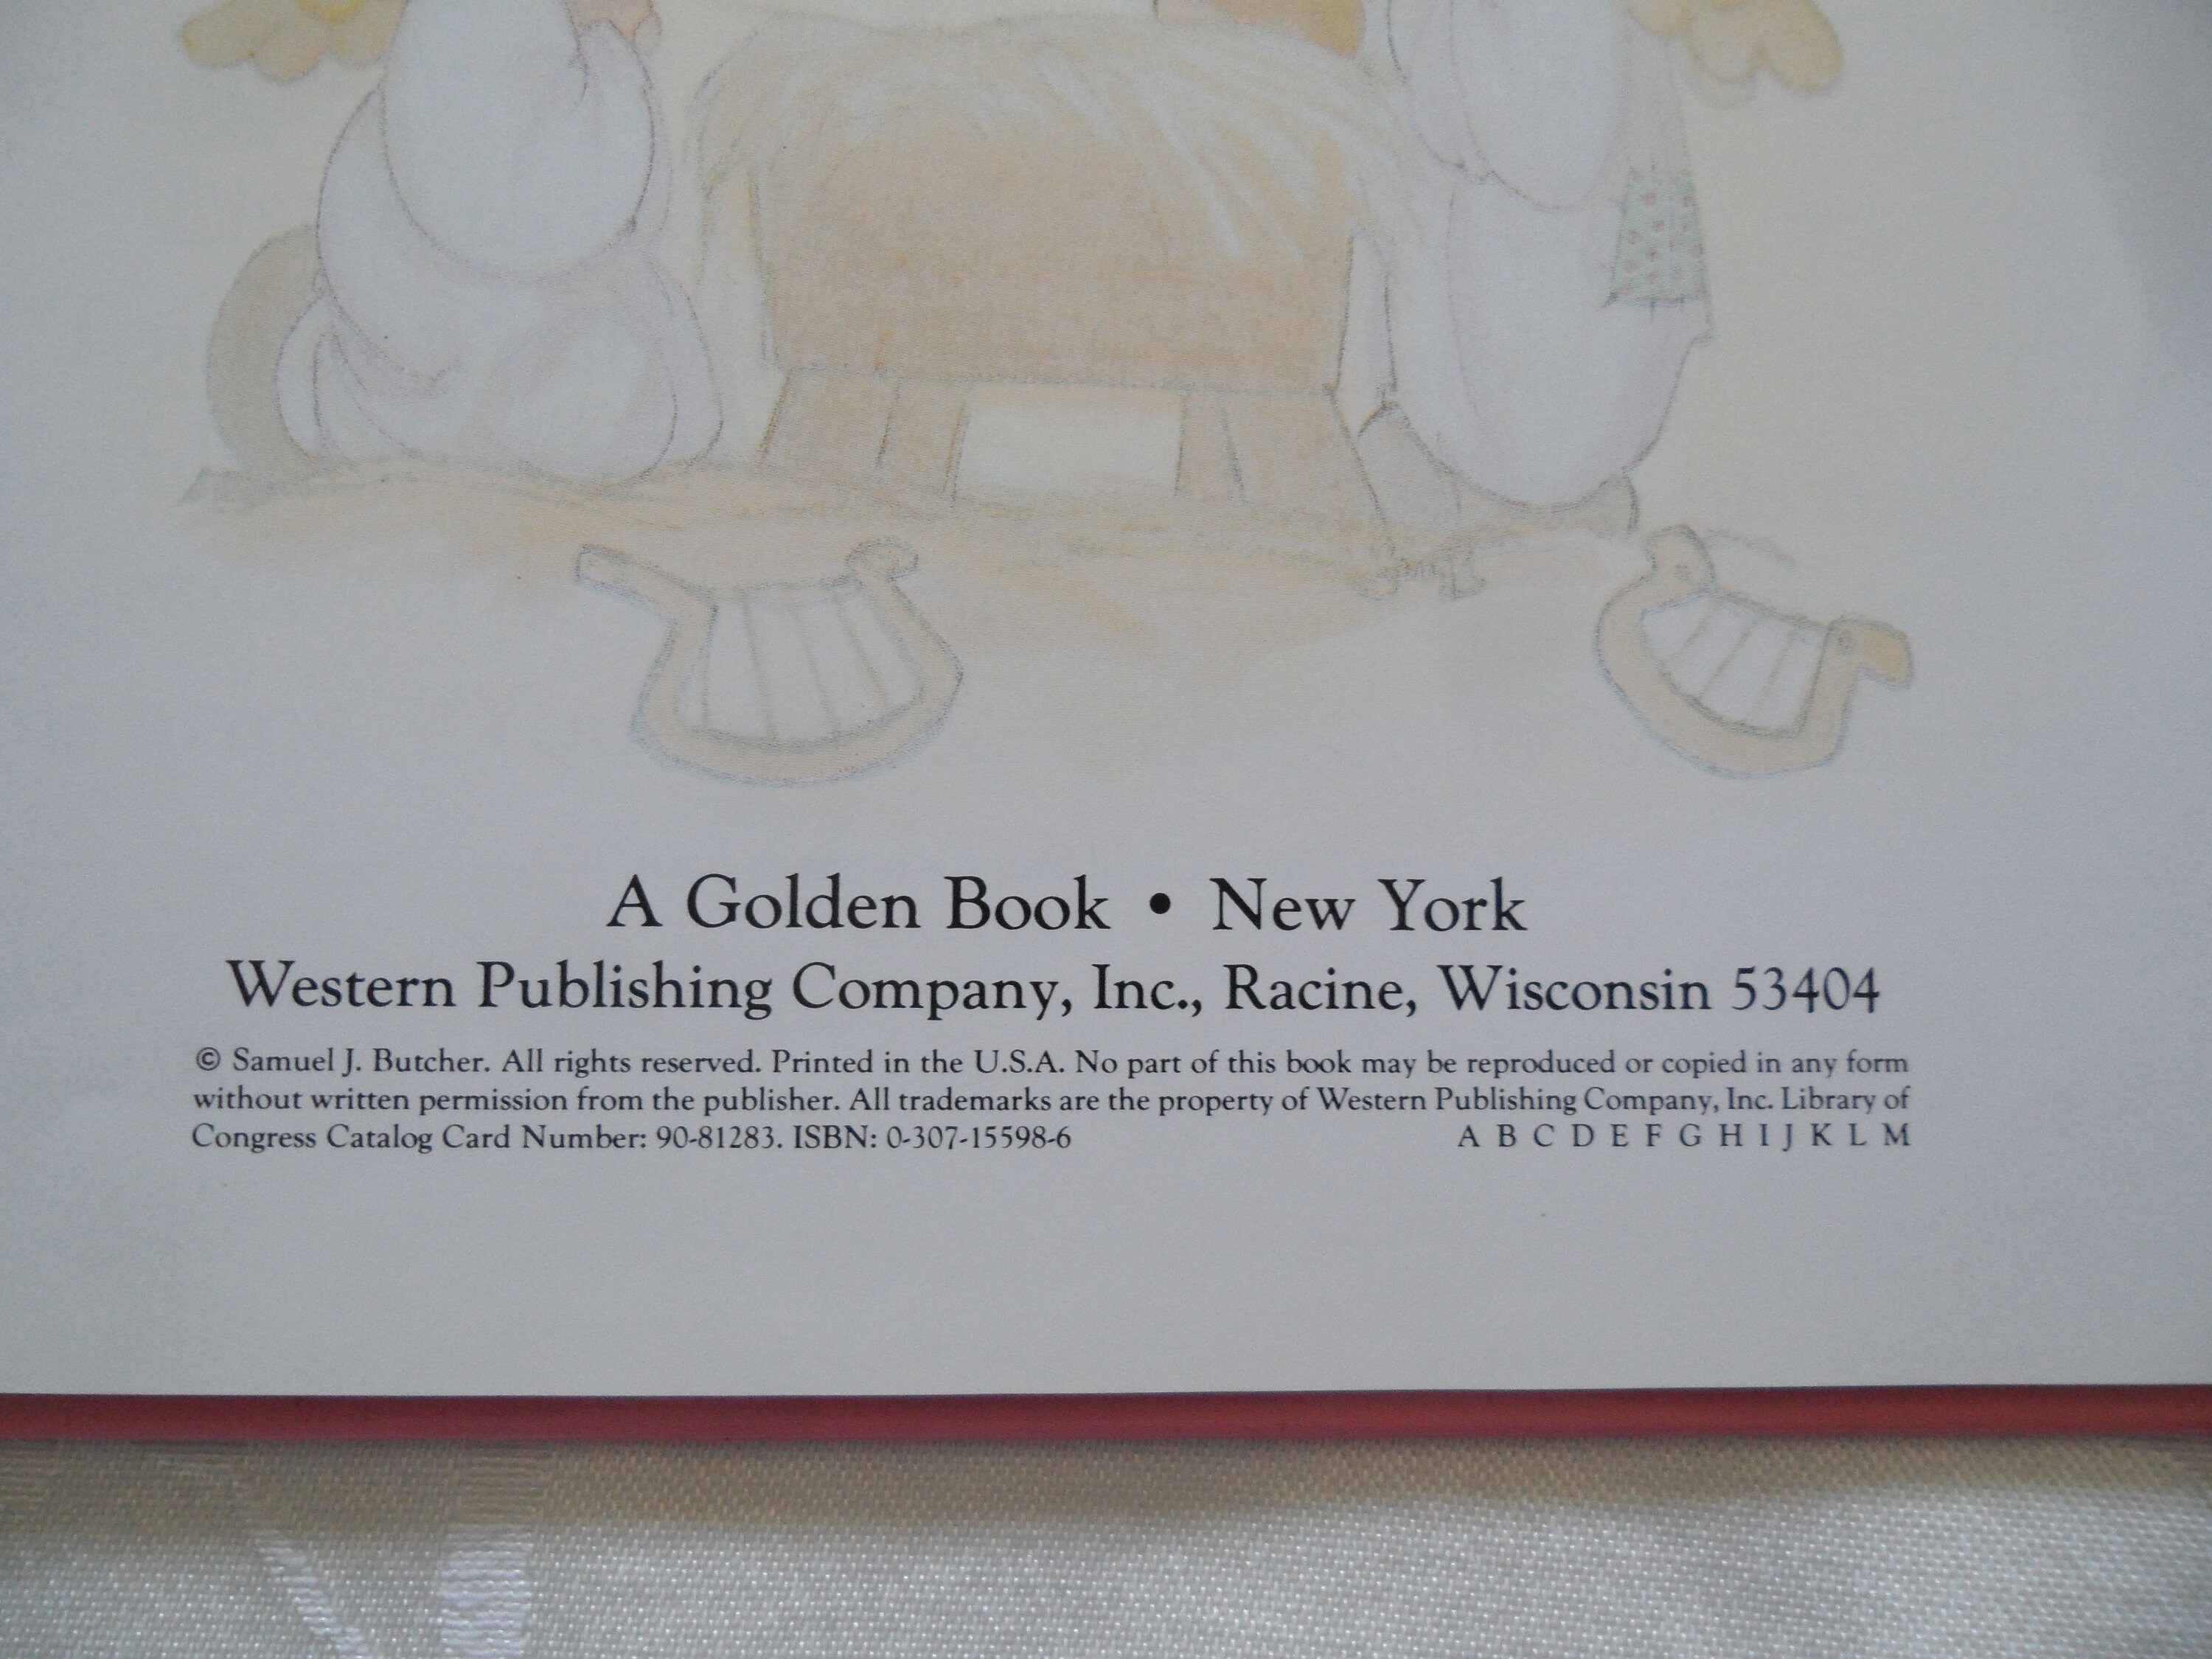 A Golden Book • New York
Western Publishing Company, Inc., Racine, Wisconsin 53404
© Samuel J. Butcher. All rights reserved. Printed in the U.S.A. No part of this book may be reproduced or copied in any form
without written permission from the publisher. All trademarks are the property of Western Publishing Company, Inc. Library of
Congress Catalog Card Number: 90-81283. ISBN: 0-307-15598-6 A B C D E F G H I J K L M